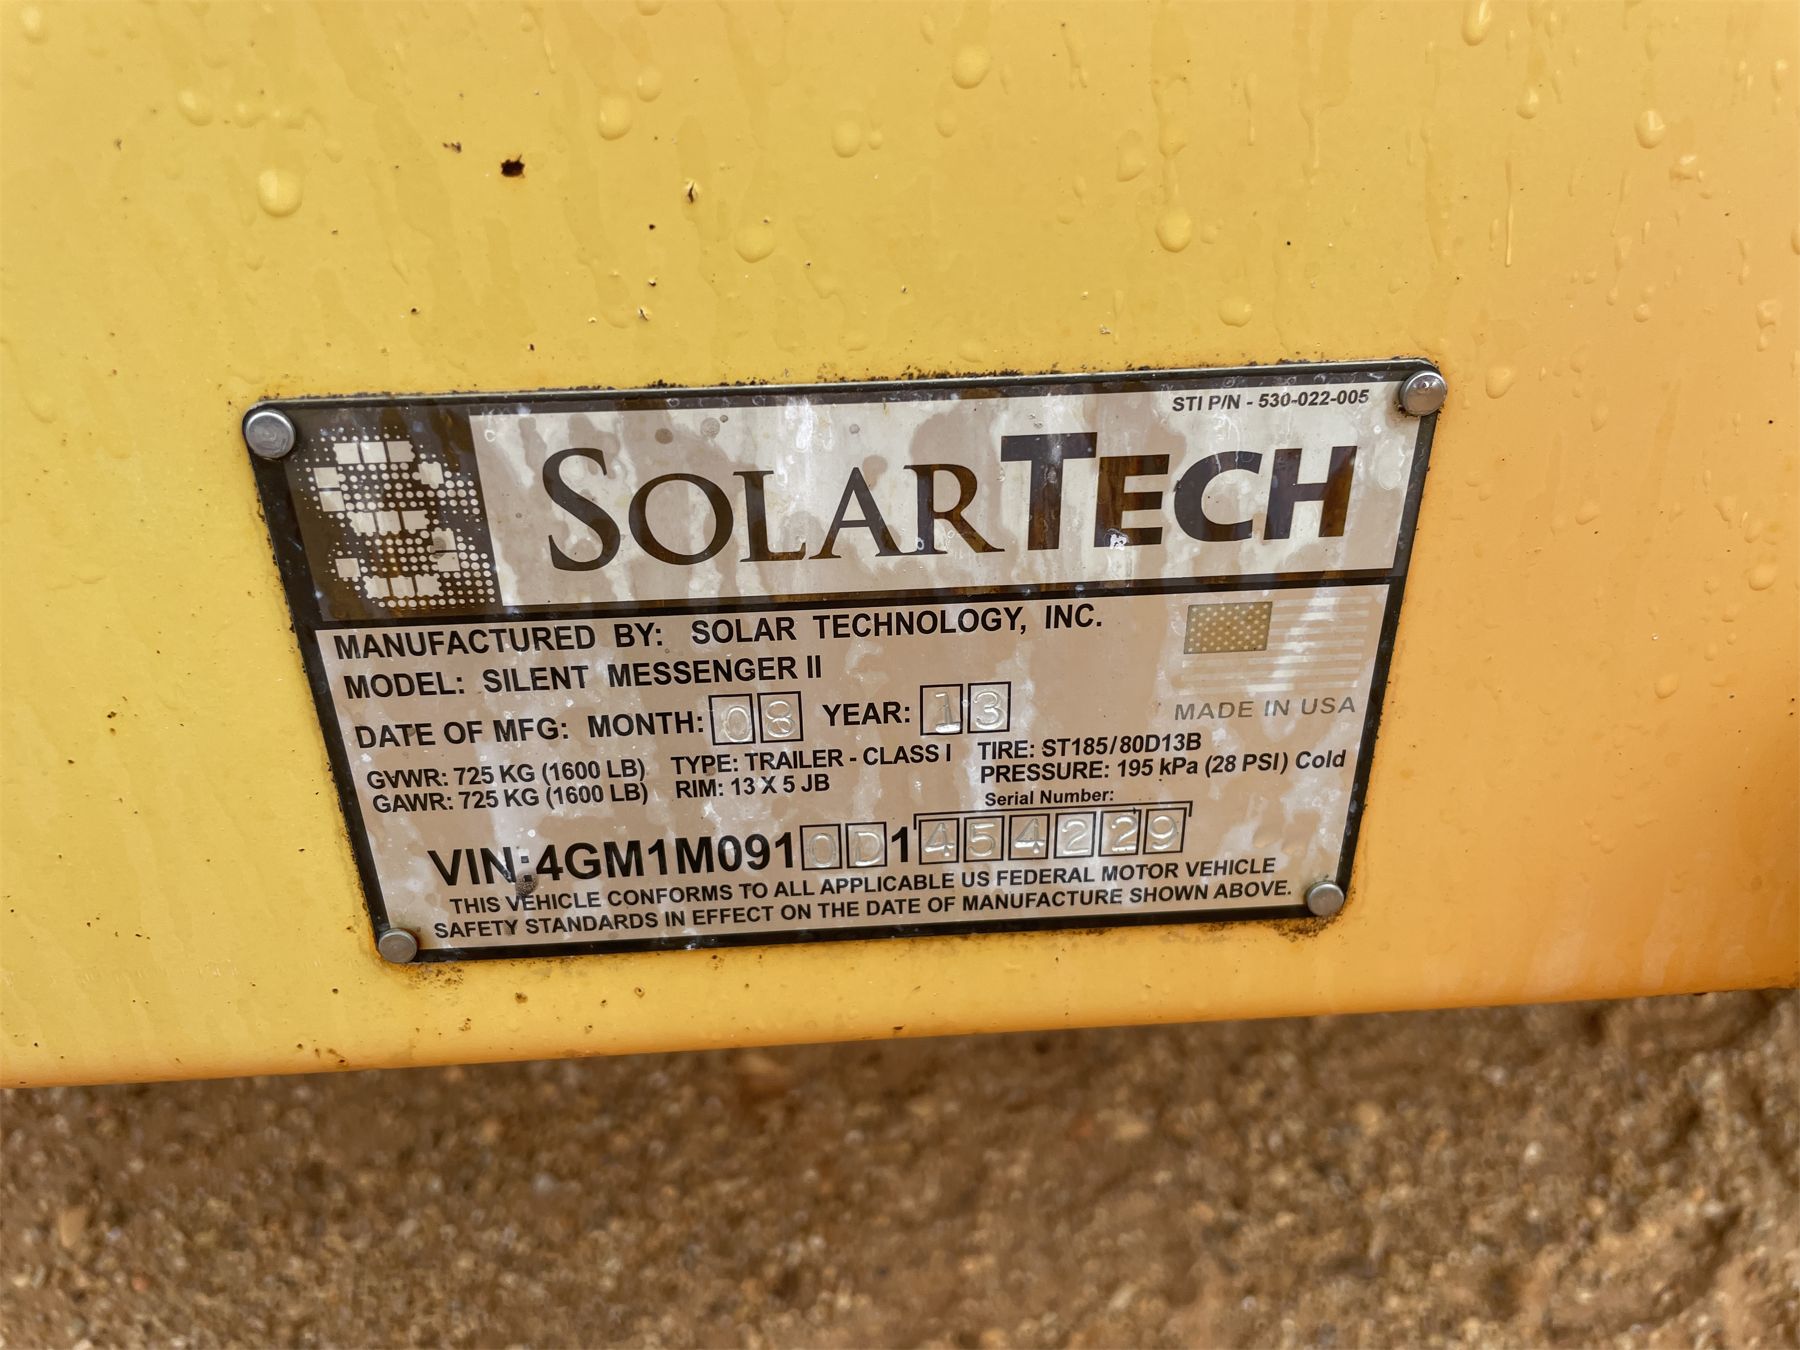 STI P/N - 530-022-005
SOLARTECH
MANUFACTURED BY: SOLAR TECHNOLOGY, INC.
MODEL: SILENT MESSENGER II
DATE OF MFG: MONTH: 08 YEAR: 13
MADE IN USA
GVWR: 725 KG (1600 LB) TYPE: TRAILER - CLASS I TIRE: ST185/80D13B
GAWR: 725 KG (1600 LB) RIM: 13 X 5 JB PRESSURE: 195 kPa (28 PSI) Cold
Serial Number:
VIN:4GM1M0910D1454229
THIS VEHICLE CONFORMS TO ALL APPLICABLE US FEDERAL MOTOR VEHICLE
SAFETY STANDARDS IN EFFECT ON THE DATE OF MANUFACTURE SHOWN ABOVE.